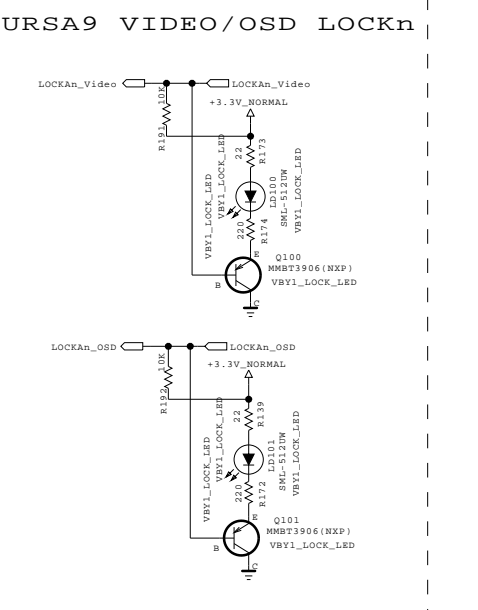 URSA9 VIDEO/OSD LOCKn
LOCKAn_Video
LOCKAn_Video
+3.3V_NORMAL
R191
10K
VBY1_LOCK_LED
VBY1_LOCK_LED
22
R173
LD100
SML-512UW
VBY1_LOCK_LED
220
R174
E
Q100
MMBT3906(NXP)
VBY1_LOCK_LED
B
C
LOCKAn_OSD
LOCKAn_OSD
+3.3V_NORMAL
R192
10K
VBY1_LOCK_LED
VBY1_LOCK_LED
22
R139
LD101
SML-512UW
VBY1_LOCK_LED
220
R172
E
Q101
MMBT3906(NXP)
VBY1_LOCK_LED
B
C